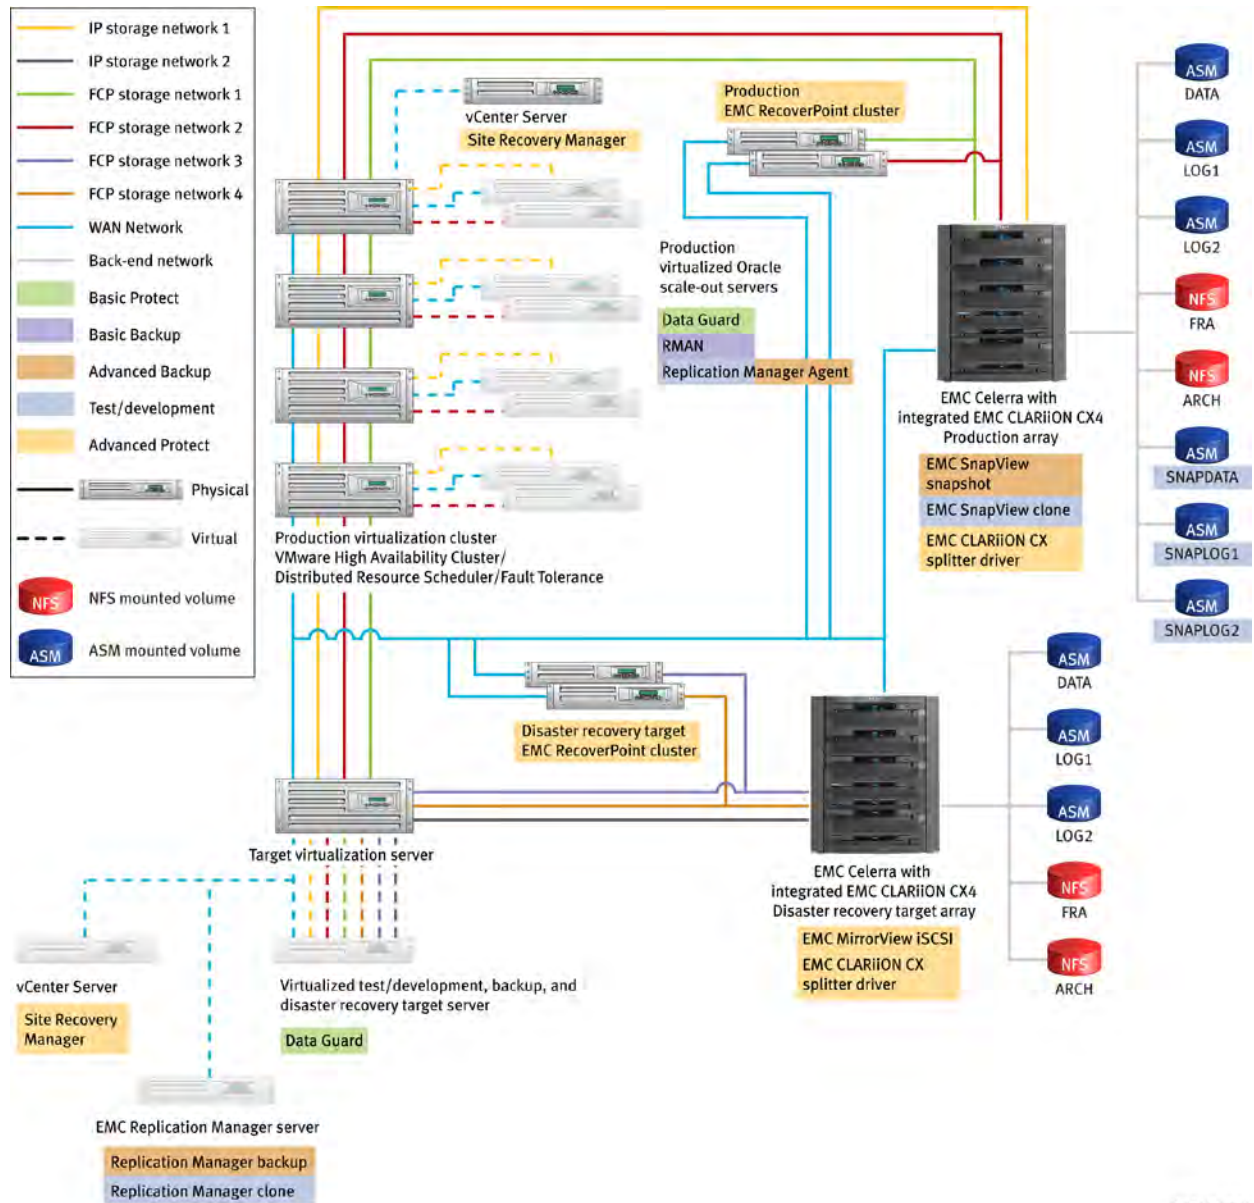 IP storage network 1
IP storage network 2
FCP storage network 1
FCP storage network 2
FCP storage network 3
FCP storage network 4
WAN Network
Back-end network
Basic Protect
Basic Backup
Advanced Backup
Test/development
Advanced Protect
Physical
Virtual
NFS
NFS mounted volume
ASM
ASM mounted volume
vCenter Server
Site Recovery Manager
Production
EMC RecoverPoint cluster
Production
virtualized Oracle
scale-out servers
Data Guard
RMAN
Replication Manager Agent
Production virtualization cluster
VMware High Availability Cluster/
Distributed Resource Scheduler/Fault Tolerance
EMC Celerra with
integrated EMC CLARiiON CX4
Production array
EMC SnapView
snapshot
EMC SnapView clone
EMC CLARiiON CX
splitter driver
ASM
DATA
ASM
LOG1
ASM
LOG2
NFS
FRA
NFS
ARCH
ASM
SNAPDATA
ASM
SNAPLOG1
ASM
SNAPLOG2
Disaster recovery target
EMC RecoverPoint cluster
Target virtualization server
EMC Celerra with
integrated EMC CLARiiON CX4
Disaster recovery target array
EMC MirrorView iSCSI
EMC CLARiiON CX
splitter driver
ASM
DATA
ASM
LOG1
ASM
LOG2
NFS
FRA
NFS
ARCH
vCenter Server
Site Recovery
Manager
Virtualized test/development, backup, and
disaster recovery target server
Data Guard
EMC Replication Manager server
Replication Manager backup
Replication Manager clone